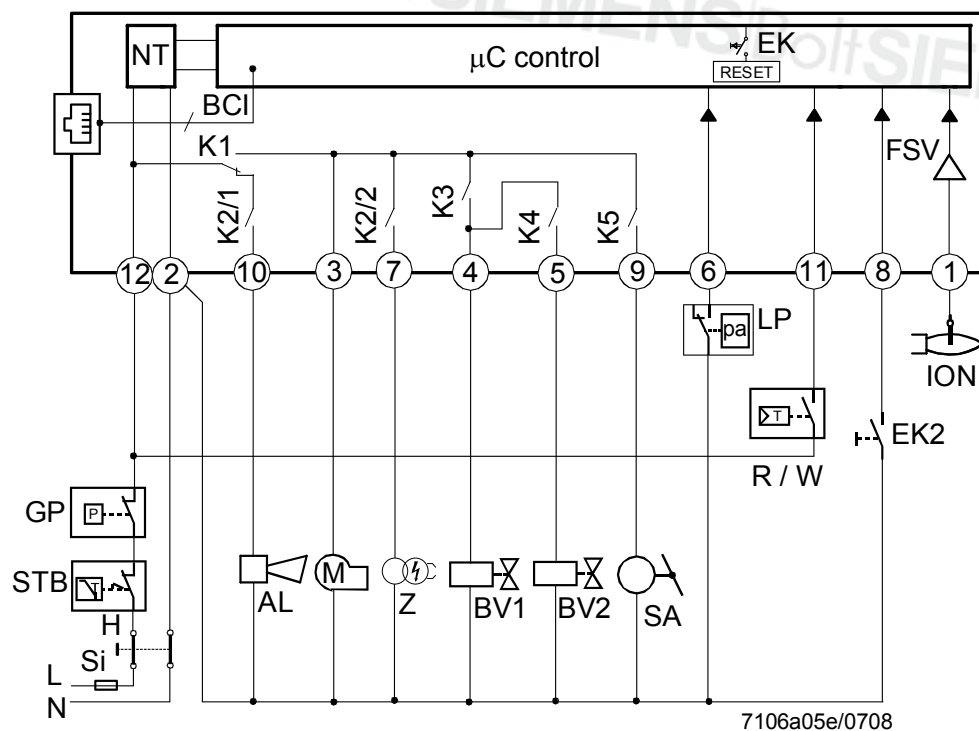 SIEMENS BoltSIE
NT
μC control
EK
RESET
BCI
FSV
K1
K2/1
K2/2
K3
K4
K5
12 2 10 3 7 4 5 9 6 11 8 1
LP
pa
ION
T
EK2
R / W
GP
P
STB
T
AL
M
Z
BV1
BV2
SA
H
Si
L
N
7106a05e/0708